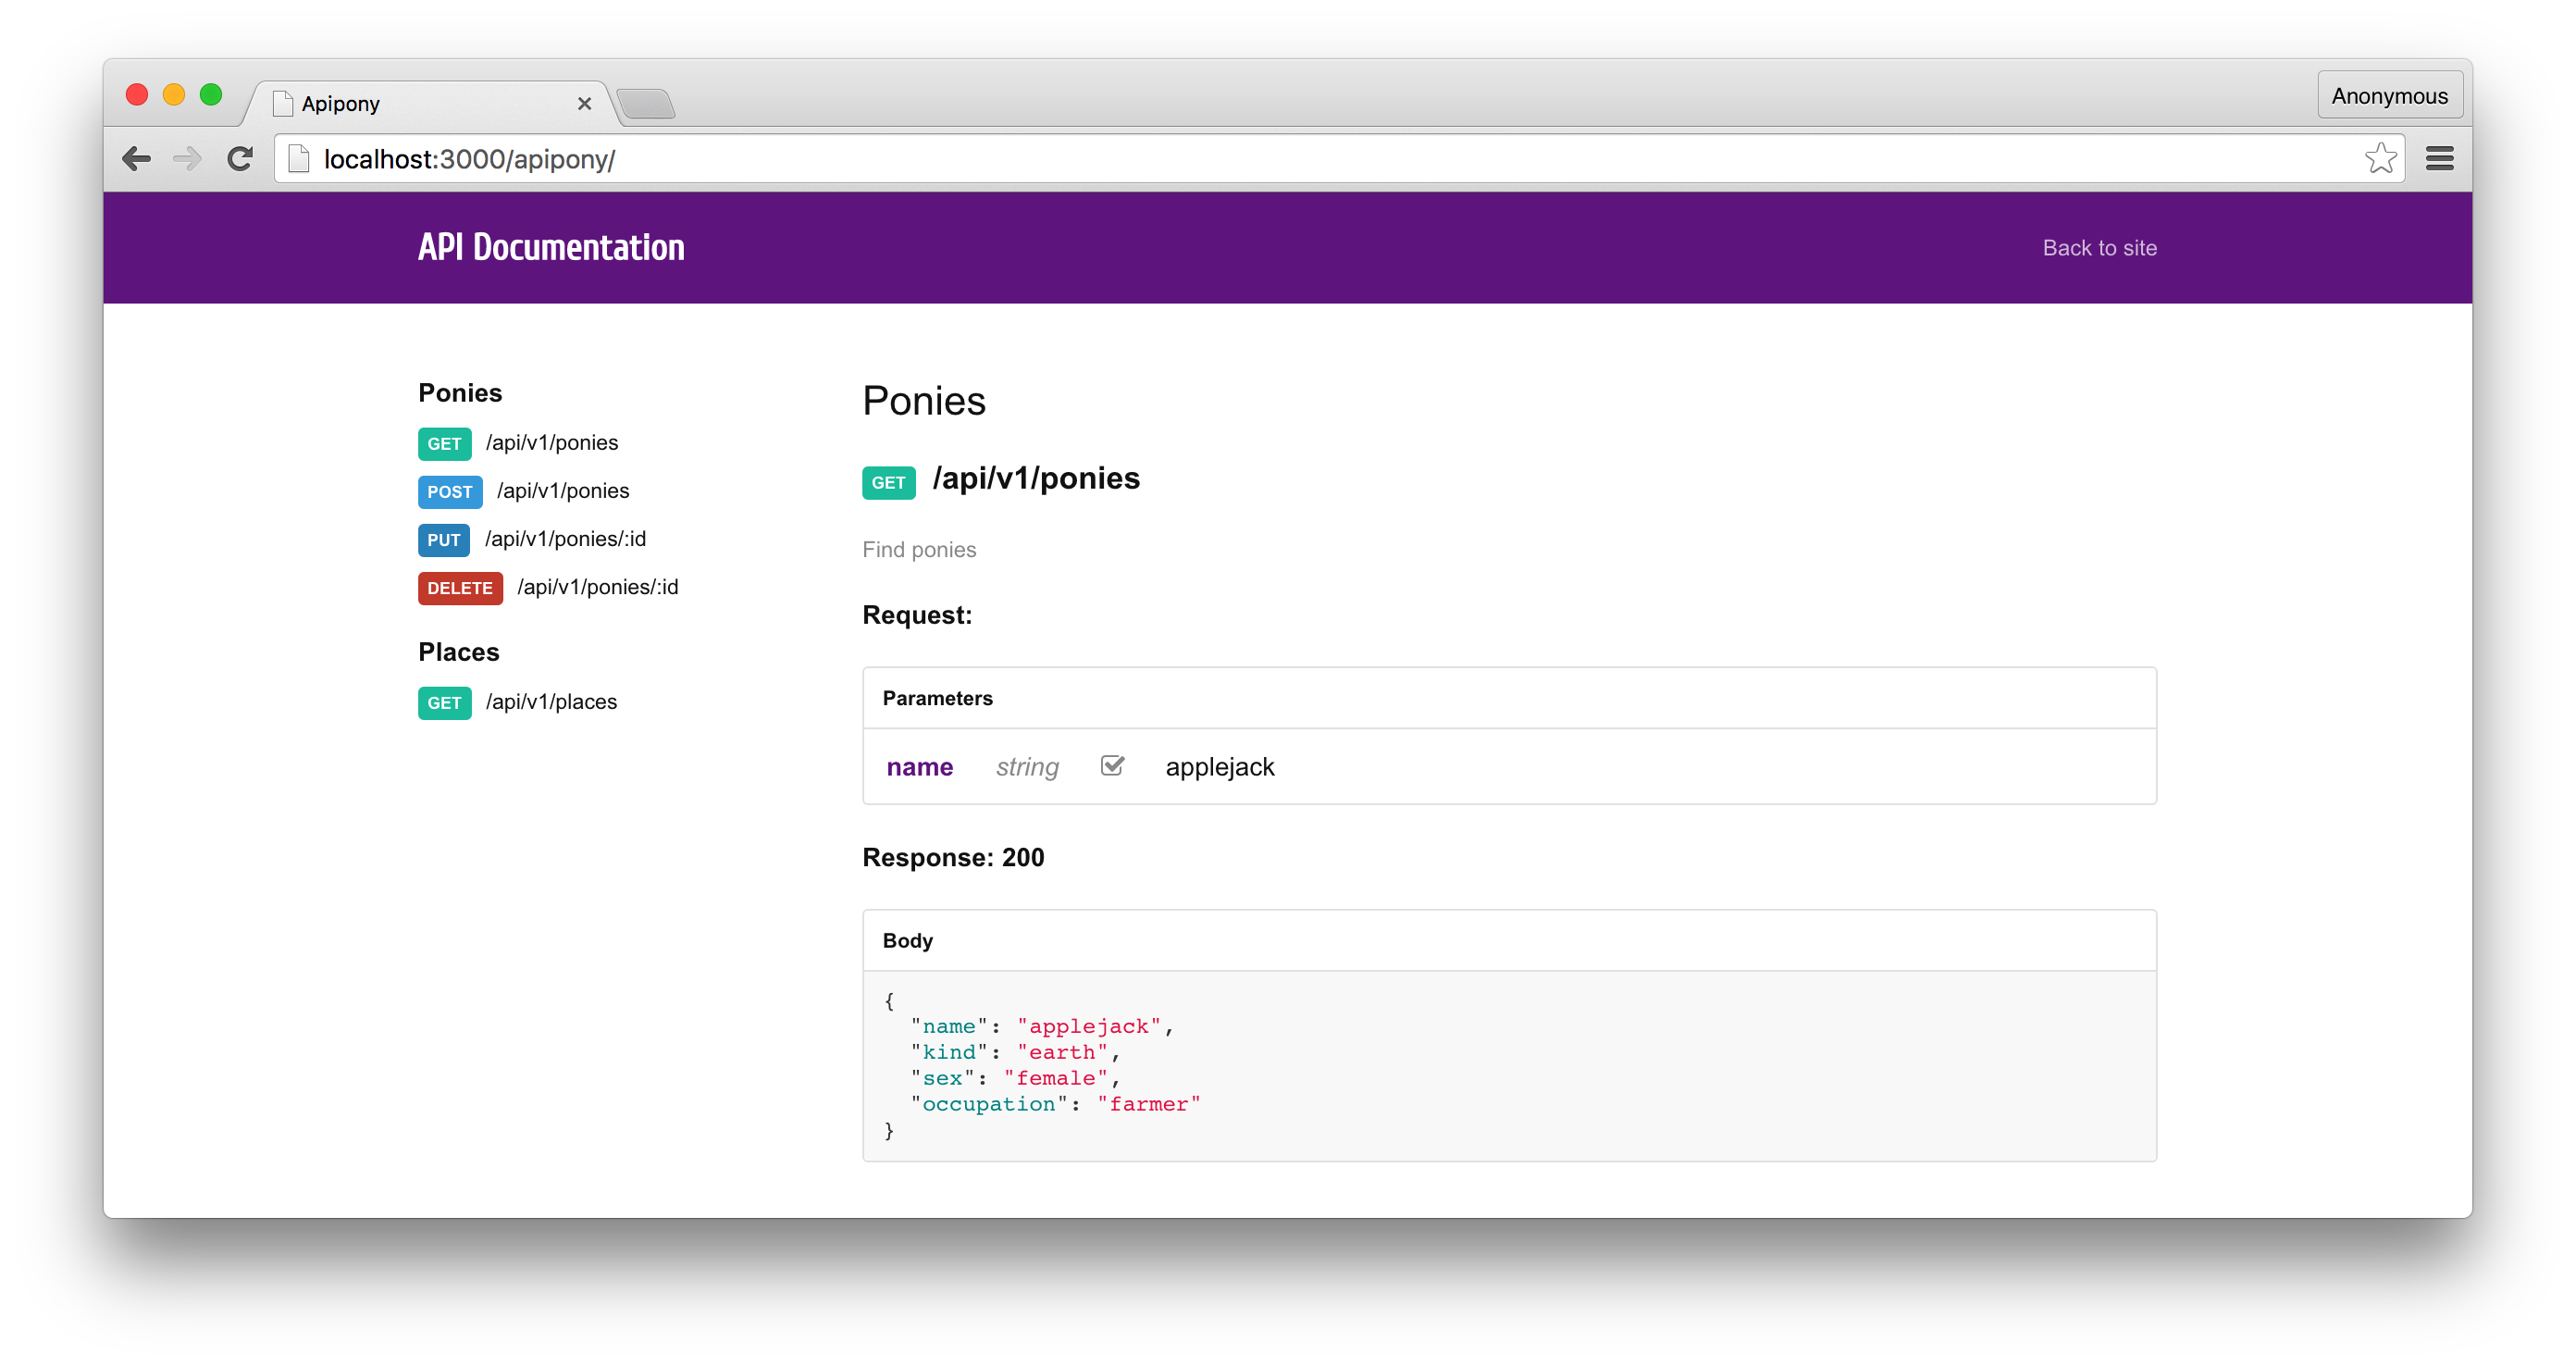 Apipony
Anonymous
localhost:3000/apipony/
API Documentation
Back to site
Ponies
GET /api/v1/ponies
POST /api/v1/ponies
PUT /api/v1/ponies/:id
DELETE /api/v1/ponies/:id
Places
GET /api/v1/places
Ponies
GET /api/v1/ponies
Find ponies
Request:
Parameters
name string applejack
Response: 200
Body
{
"name": "applejack",
"kind": "earth",
"sex": "female",
"occupation": "farmer"
}